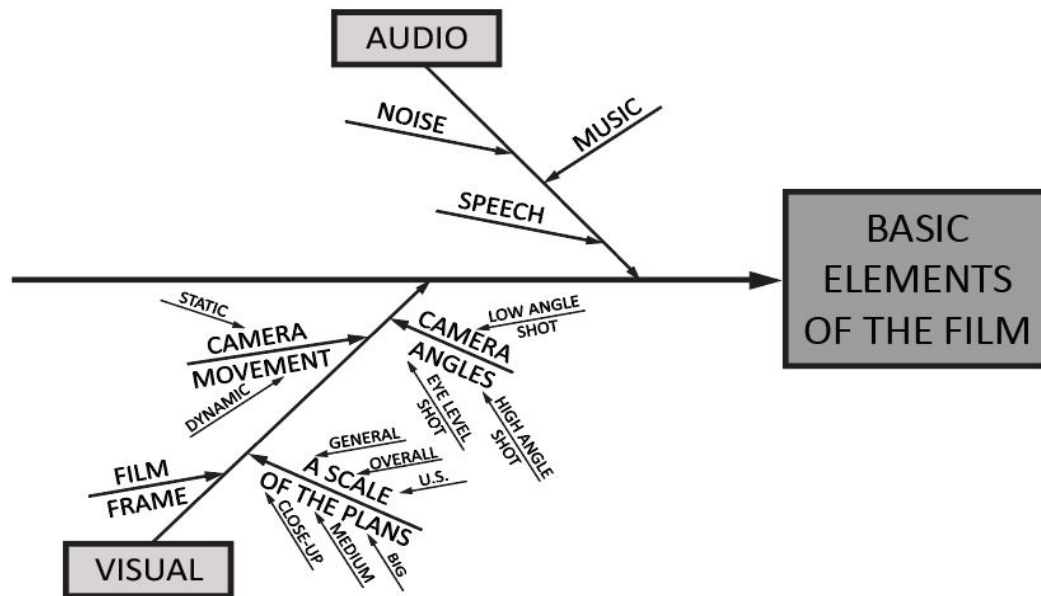 AUDIO
NOISE
MUSIC
SPEECH
BASIC
ELEMENTS
OF THE FILM
STATIC
CAMERA
MOVEMENT
DYNAMIC
LOW ANGLE
SHOT
CAMERA
ANGLES
EYE LEVEL
SHOT
HIGH ANGLE
SHOT
FILM
FRAME
GENERAL
OVERALL
U.S.
A SCALE
OF THE PLANS
CLOSE-UP
MEDIUM
BIG
VISUAL